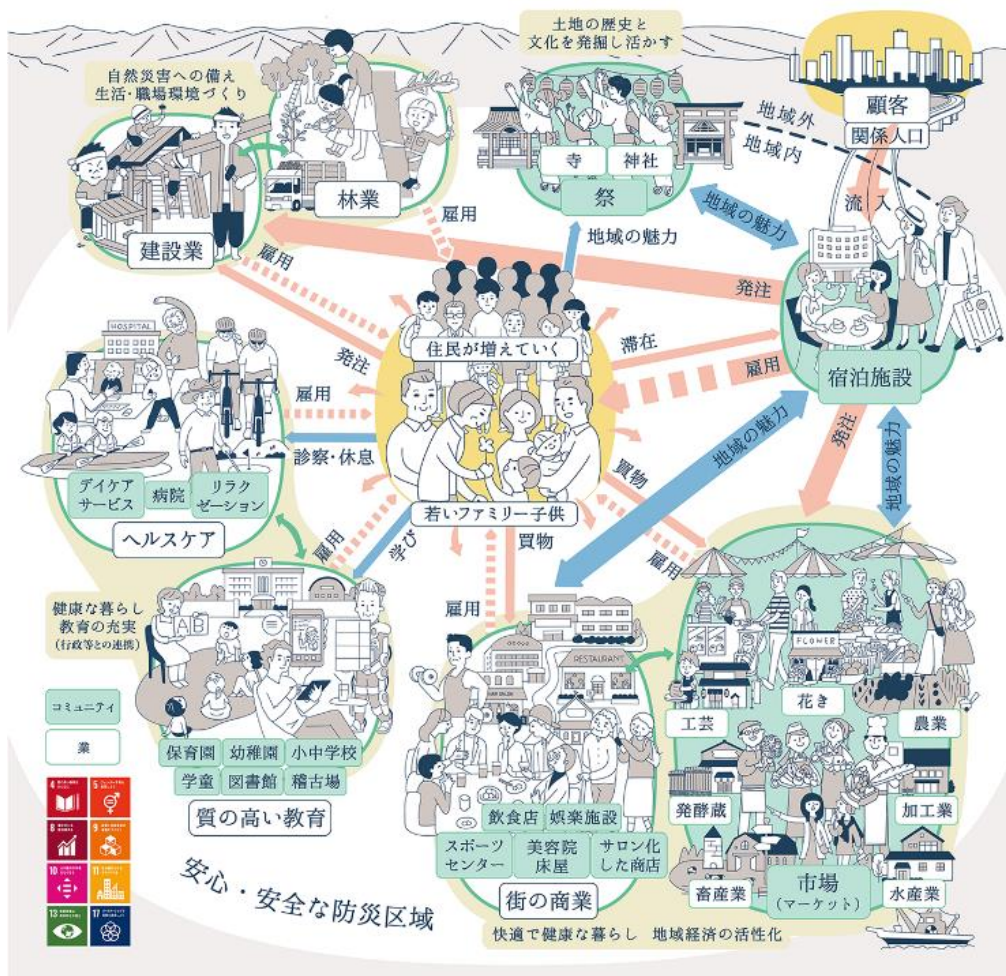 土地の歴史と
文化を発掘し活かす
自然災害への備え
生活・職場環境づくり
顧客
関係人口
地域外
地域内
流入
寺
神社
祭
林業
建設業
雇用
地域の魅力
地域の魅力
雇用
発注
発注
住民が増えていく
滞在
雇用
宿泊施設
HOSPITAL
雇用
診察・休息
デイケア
サービス
病院
リラク
ゼーション
ヘルスケア
若いファミリー子供
買物
地域の魅力
発注
地域の魅力
雇用
学び
雇用
買物
雇用
健康な暮らし
教育の充実
(行政等との連携)
AB
RESTAURANT
FLOWER
コミュニティ
業
保育園
幼稚園
小中学校
学童
図書館
稽古場
質の高い教育
工芸
花き
農業
発酵蔵
加工業
畜産業
市場
(マーケット)
水産業
飲食店
娯楽施設
スポーツ
センター
美容院
床屋
サロン化
した商店
街の商業
4
5
8
9
10
11
13
17
安心・安全な防災区域
快適で健康な暮らし 地域経済の活性化